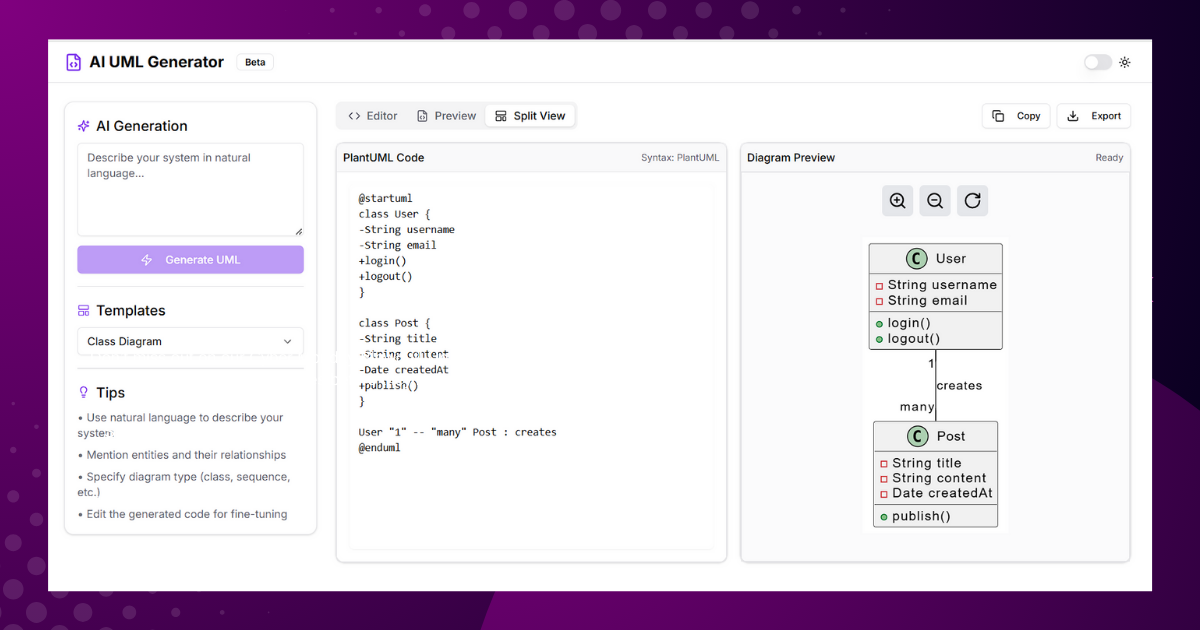 AI UML Generator
Beta
AI Generation
Describe your system in natural
language...
Generate UML
Templates
Class Diagram
Tips
• Use natural language to describe your
system.
• Mention entities and their relationships
• Specify diagram type (class, sequence,
etc.)
• Edit the generated code for fine-tuning
Editor
Preview
Split View
Copy
Export
PlantUML Code
Syntax: PlantUML
@startuml
class User {
-String username
-String email
+login()
+logout()
}
class Post {
-String title
-String content
-Date createdAt
+publish()
}
User "1" -- "many" Post : creates
@enduml
Diagram Preview
Ready
C User
String username
String email
login()
logout()
1
creates
many
C Post
String title
String content
Date createdAt
publish()